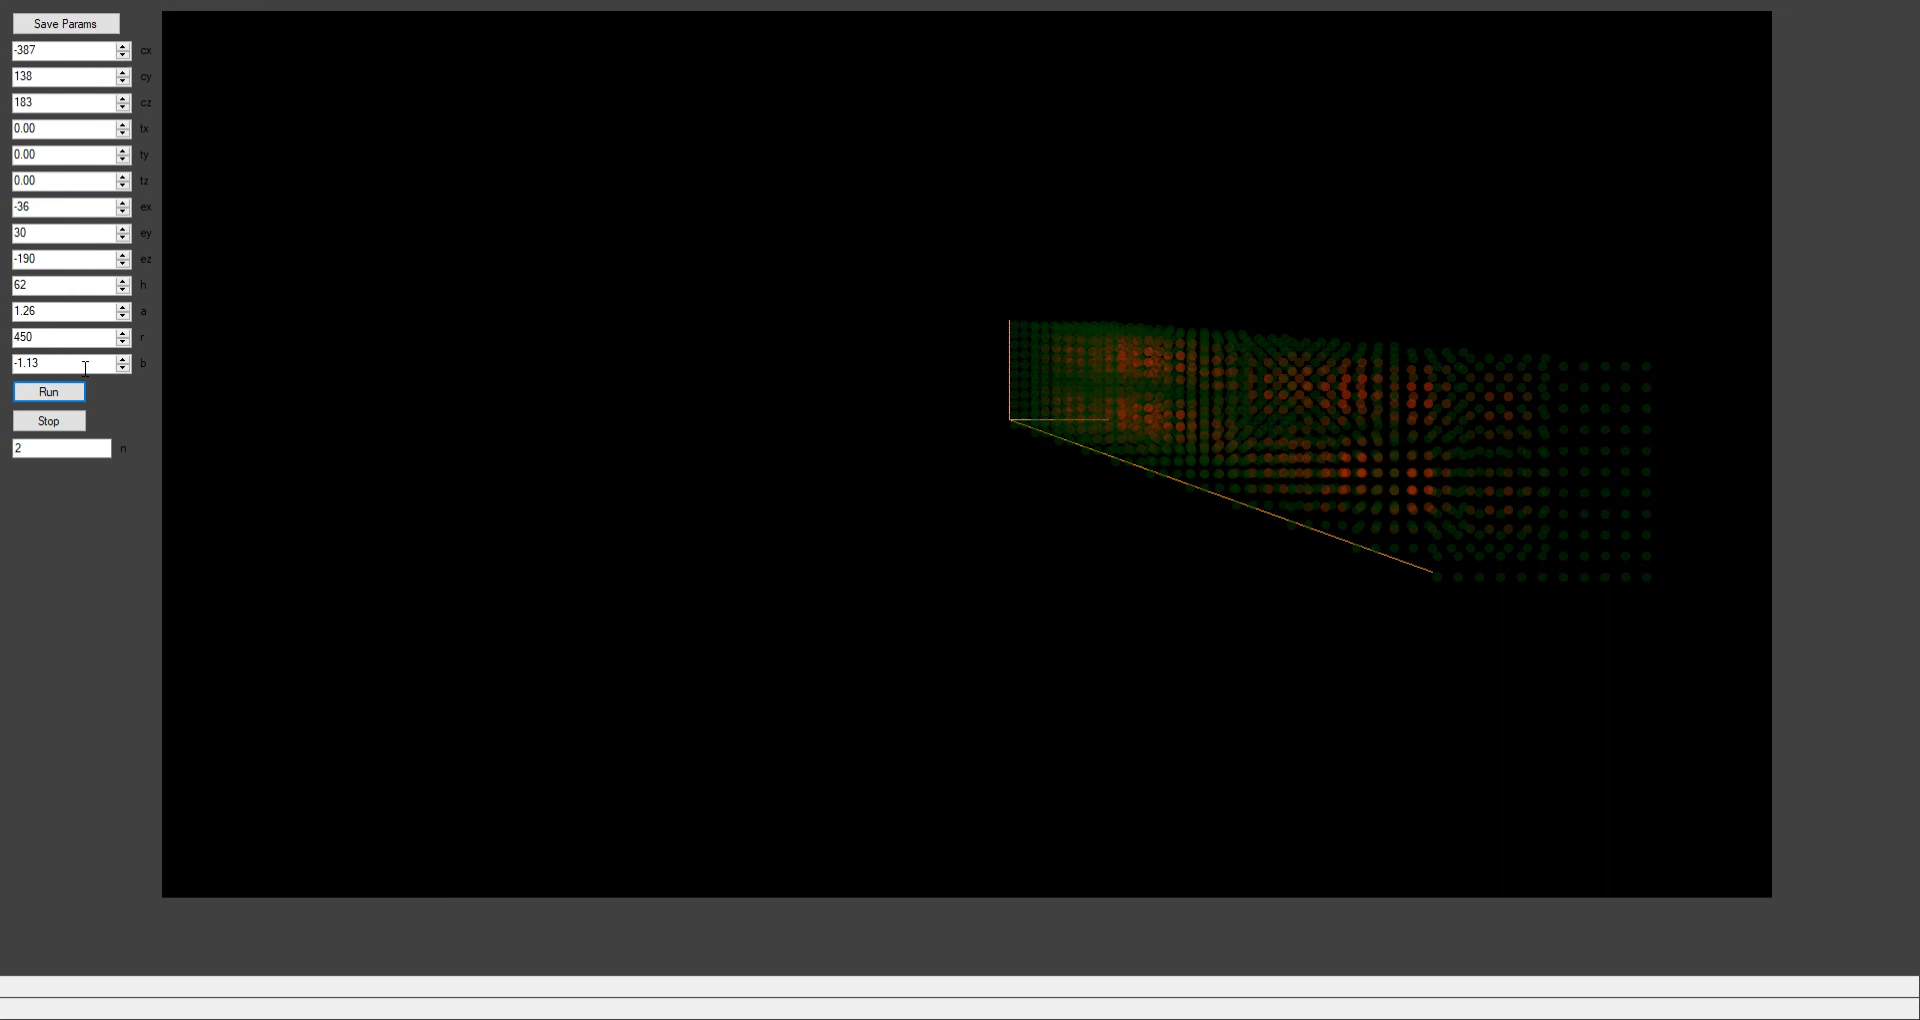 Save Params
-387 cx
138 cy
183 cz
0.00 tx
0.00 ty
0.00 tz
-36 ex
30 ey
-190 ez
62 h
1.26 a
450 r
-1.13 b
Run
Stop
2 n